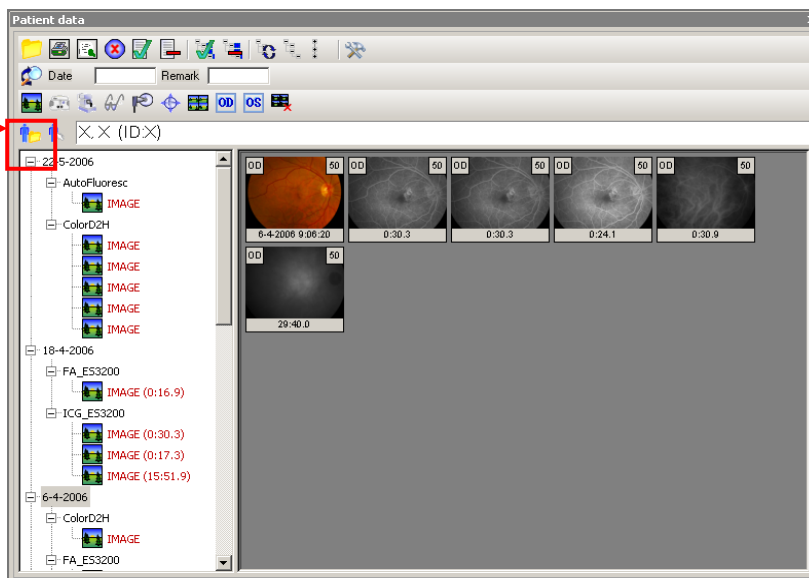 Patient data
Date Remark
OD OS
X, X (ID:X)
22-5-2006
AutoFluoresc
IMAGE
ColorD2H
IMAGE
IMAGE
IMAGE
IMAGE
IMAGE
18-4-2006
FA_ES3200
IMAGE (0:16.9)
ICG_ES3200
IMAGE (0:30.3)
IMAGE (0:17.3)
IMAGE (15:51.9)
6-4-2006
ColorD2H
IMAGE
FA_ES3200
OD 50 OD 50 OD 50 OD 50 OD 50
6-4-2006 9:06:20 0:30.3 0:30.3 0:24.1 0:30.9
OD 50
29:40.0